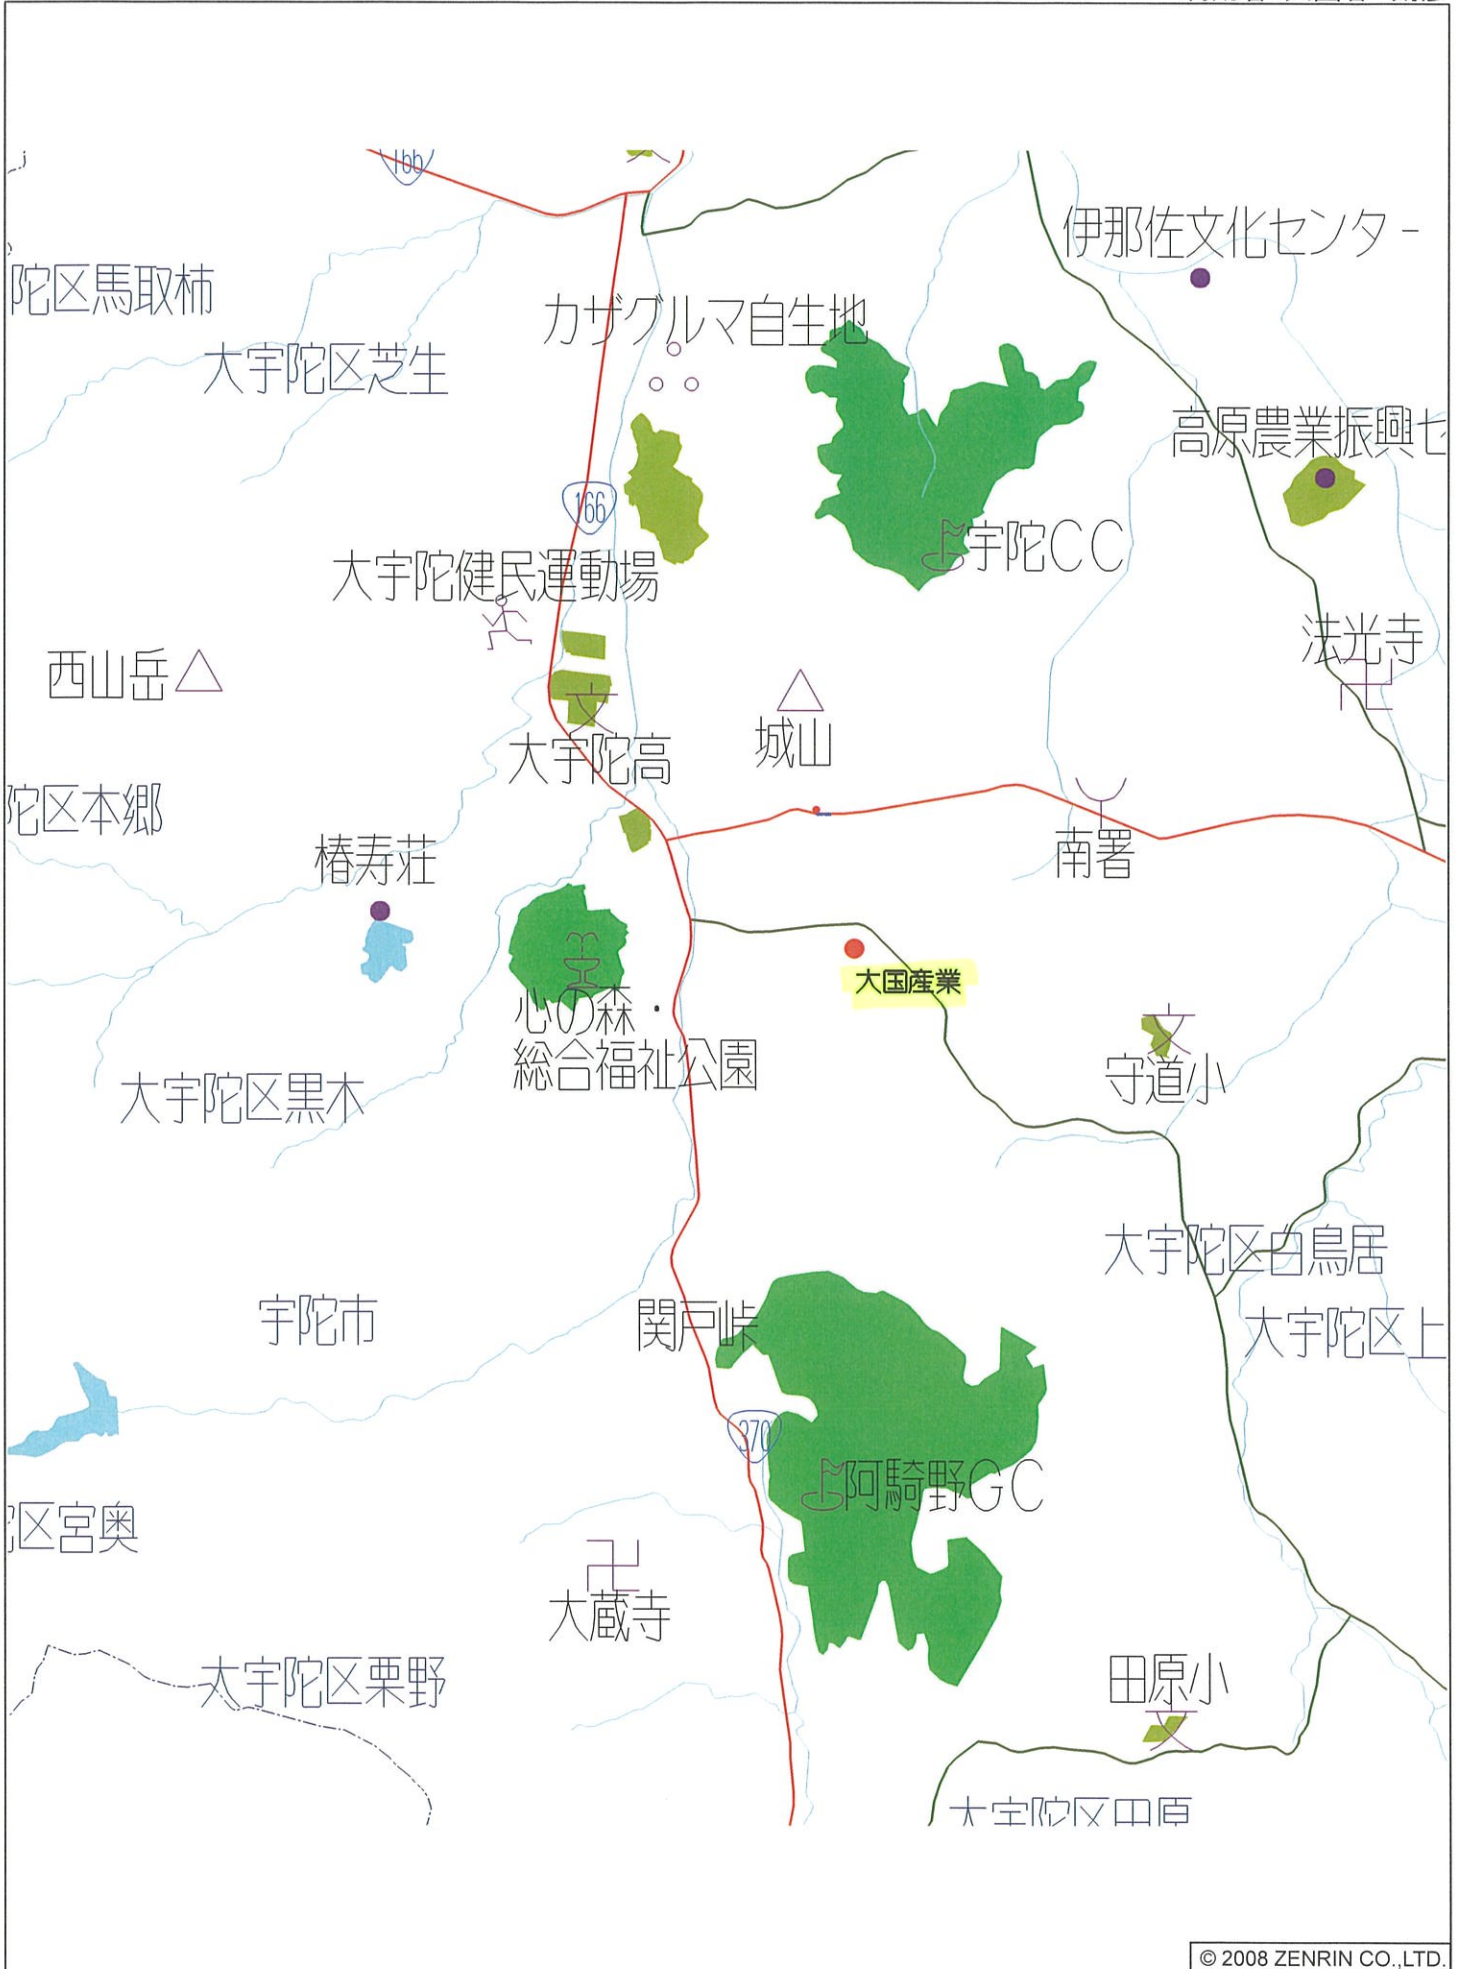 166
伊那佐文化センター
陀区馬取柿
カザグルマ自生地
大宇陀区芝生
高原農業振興セ
166
宇陀CC
大宇陀健民運動場
法光寺
西山岳
城山
大宇陀高
陀区本郷
椿寿荘
南署
大国産業
心の森・
総合福祉公園
守道小
大宇陀区黒木
大宇陀区白鳥居
宇陀市
関戸峠
大宇陀区上
370
阿騎野GC
区宮奥
大蔵寺
大宇陀区栗野
田原小
大宇陀区田原
© 2008 ZENRIN CO.,LTD.